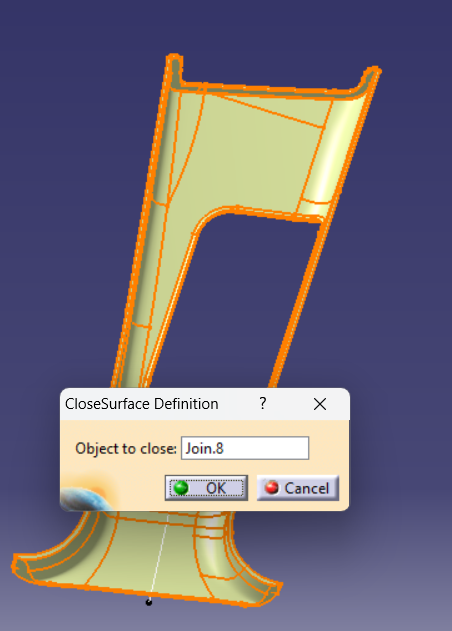 CloseSurface Definition ?
Object to close: Join.8
OK Cancel